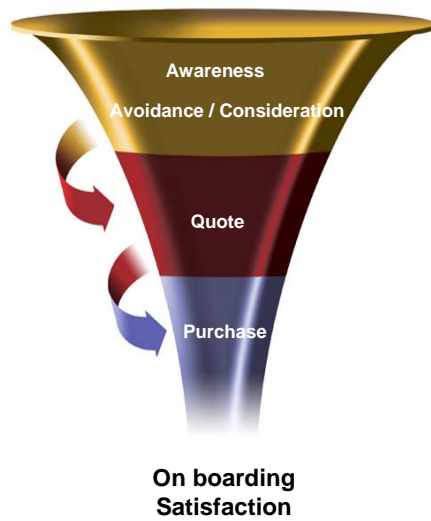 Awareness
Avoidance / Consideration
Quote
Purchase
On boarding
Satisfaction